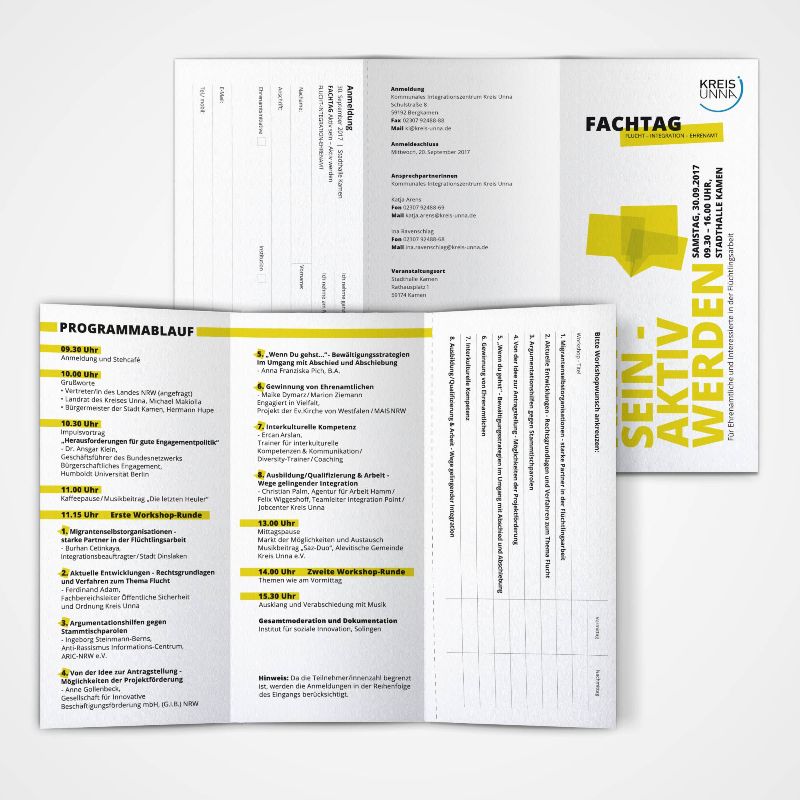 Anmeldung
30. September 2017 | Stadthalle Kamen
FACHTAG Aktiv sein – Aktiv werden
FLUCHT-INTEGRATION-EHRENAMT
Nachname:
Vorname:
Anschrift:
Ehrenamtsinitiative
Institution
E-Mail:
Tel./ mobil:
Anmeldung
Kommunales Integrationszentrum Kreis Unna
Schulstraße 8
59192 Bergkamen
Fax 02307 92488-88
Mail ki@kreis-unna.de
Anmeldeschluss
Mittwoch, 20. September 2017
Ansprechpartnerinnen
Kommunales Integrationszentrum Kreis Unna
Katja Arens
Fon 02307 92488-69
Mail katja.arens@kreis-unna.de
Ina Ravenschlag
Fon 02307 92488-68
Mail ina.ravenschlag@kreis-unna.de
Veranstaltungsort
Stadthalle Kamen
Rathausplatz 1
59174 Kamen
KREIS
UNNA
FACHTAG
FLUCHT – INTEGRATION – EHRENAMT
SEIN -
AKTIV
WERDEN
SAMSTAG, 30.09.2017
09.30 – 16.00 UHR,
STADTHALLE KAMEN
Für Ehrenamtliche und Interessierte in der Flüchtlingsarbeit
PROGRAMMABLAUF
09.30 Uhr
Anmeldung und Stehcafé
10.00 Uhr
Grußworte
• Vertreter/in des Landes NRW (angefragt)
• Landrat des Kreises Unna, Michael Makiolla
• Bürgermeister der Stadt Kamen, Hermann Hupe
10.30 Uhr
Impulsvortrag
„Herausforderungen für gute Engagementpolitik“
- Dr. Ansgar Klein,
Geschäftsführer des Bundesnetzwerks
Bürgerschaftliches Engagement,
Humboldt Universität Berlin
11.00 Uhr
Kaffeepause / Musikbeitrag „Die letzten Heuler“
11.15 Uhr Erste Workshop-Runde
1. Migrantenselbstorganisationen -
starke Partner in der Flüchtlingsarbeit
- Burhan Cetinkaya,
Integrationsbeauftragter / Stadt Dinslaken
2. Aktuelle Entwicklungen - Rechtsgrundlagen
und Verfahren zum Thema Flucht
- Ferdinand Adam,
Fachbereichsleiter Öffentliche Sicherheit
und Ordnung Kreis Unna
3. Argumentationshilfen gegen
Stammtischparolen
- Ingeborg Steinmann-Berns,
Anti-Rassismus Informations-Centrum,
ARIC-NRW e.V.
4. Von der Idee zur Antragstellung -
Möglichkeiten der Projektförderung
- Anne Gollenbeck,
Gesellschaft für Innovative
Beschäftigungsförderung mbH, (G.I.B.) NRW
5. „Wenn Du gehst...“ - Bewältigungsstrategien
im Umgang mit Abschied und Abschiebung
- Anna Franziska Pich, B.A.
6. Gewinnung von Ehrenamtlichen
- Maike Dymarz / Marion Ziemann
Engagiert in Vielfalt,
Projekt der Ev. Kirche von Westfalen / MAIS NRW
7. Interkulturelle Kompetenz
- Ercan Arslan,
Trainer für interkulturelle
Kompetenzen & Kommunikation /
Diversity-Trainer / Coaching
8. Ausbildung/Qualifizierung & Arbeit -
Wege gelingender Integration
- Christian Palm, Agentur für Arbeit Hamm /
Felix Wiggeshoff, Teamleiter Integration Point /
Jobcenter Kreis Unna
13.00 Uhr
Mittagspause
Markt der Möglichkeiten und Austausch
Musikbeitrag „Saz-Duo“, Alevitische Gemeinde
Kreis Unna e.V.
14.00 Uhr Zweite Workshop-Runde
Themen wie am Vormittag
15.30 Uhr
Ausklang und Verabschiedung mit Musik
Gesamtmoderation und Dokumentation
Institut für soziale Innovation, Solingen
Hinweis: Da die Teilnehmer/innenzahl begrenzt
ist, werden die Anmeldungen in der Reihenfolge
des Eingangs berücksichtigt.
Bitte Workshopwunsch ankreuzen:
Workshop -Titel
Vormittag
Nachmittag
1. Migrantenselbstorganisationen - starke Partner in der Flüchtlingsarbeit
2. Aktuelle Entwicklungen - Rechtsgrundlagen und Verfahren zum Thema Flucht
3. Argumentationshilfen gegen Stammtischparolen
4. Von der Idee zur Antragstellung - Möglichkeiten der Projektförderung
5. „Wenn du gehst“ - Bewältigungsstrategien im Umgang mit Abschied und Abschiebung
6. Gewinnung von Ehrenamtlichen
7. Interkulturelle Kompetenz
8. Ausbildung/Qualifizierung & Arbeit - Wege gelingender Integration